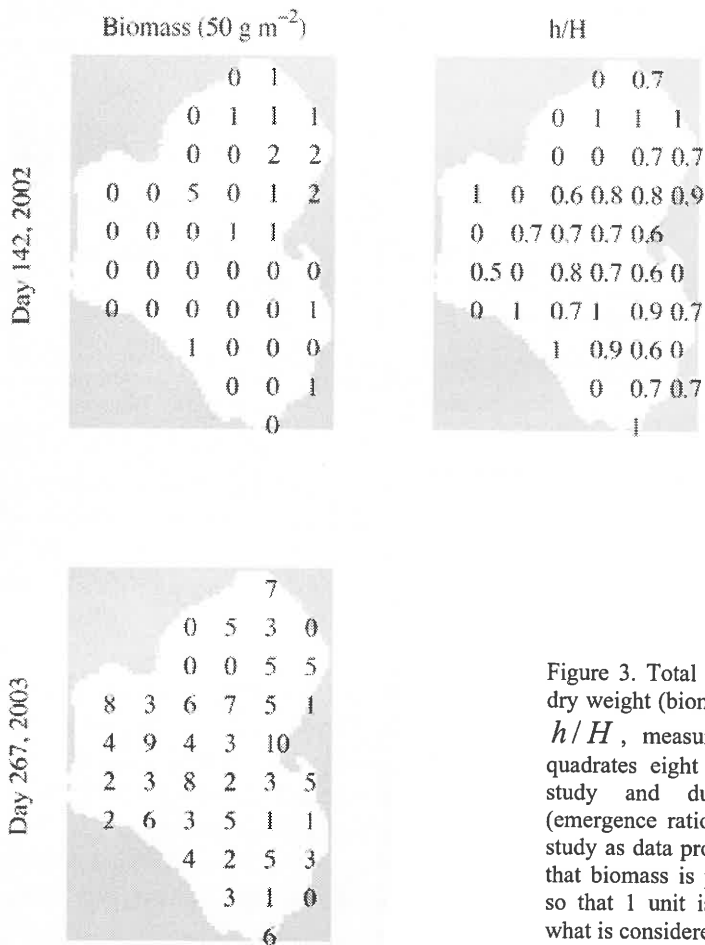 Biomass (50 g m⁻²)
h/H
Day 142, 2002
0 1
0 1 1 1
0 0 2 2
0 0 5 0 1 2
0 0 0 1 1
0 0 0 0 0 0
0 0 0 0 0 1
1 0 0 0
0 0 1
0
0 0.7
0 1 1 1
0 0 0.7 0.7
1 0 0.6 0.8 0.8 0.9
0 0.7 0.7 0.7 0.6
0.5 0 0.8 0.7 0.6 0
0 1 0.7 1 0.9 0.7
1 0.9 0.6 0
0 0.7 0.7
1
Day 267, 2003
7
0 5 3 0
0 0 5 5
8 3 6 7 5 1
4 9 4 3 10
2 3 8 2 3 5
2 6 3 5 1 1
4 2 5 3
3 1 0
6
Figure 3. Total
dry weight (bion
h/H, measu
quadrates eight
study and du
(emergence ratio
study as data pro
that biomass is
so that 1 unit is
what is considere